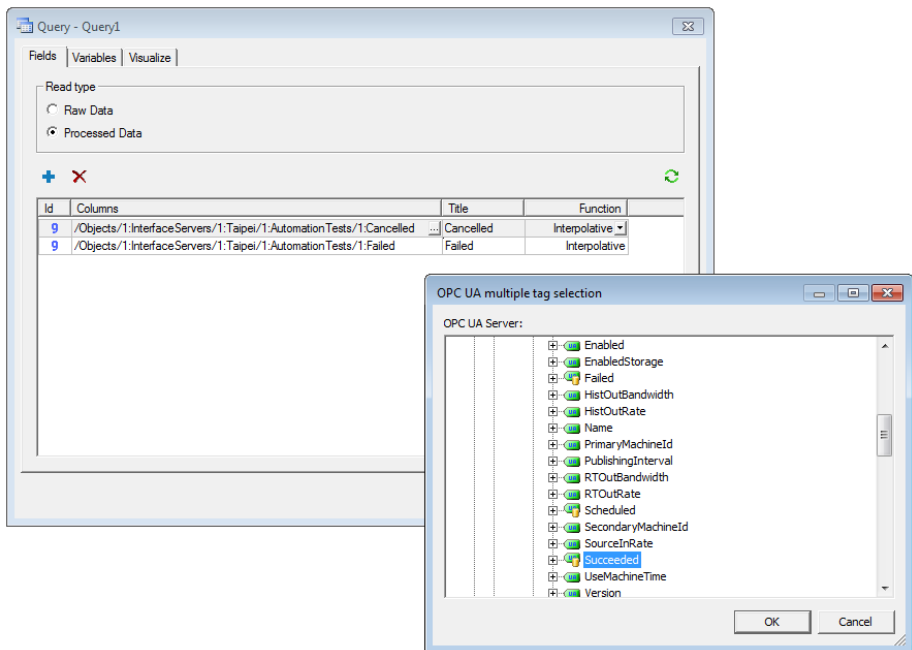 Query - Query1
Fields Variables Visualize
Read type
Raw Data
Processed Data
Id Columns Title Function
9 /Objects/1:InterfaceServers/1:Taipei/1:AutomationTests/1:Cancelled ... Cancelled Interpolative
9 /Objects/1:InterfaceServers/1:Taipei/1:AutomationTests/1:Failed Failed Interpolative
OPC UA multiple tag selection
OPC UA Server:
Enabled
EnabledStorage
Failed
HistOutBandwidth
HistOutRate
Name
PrimaryMachineId
PublishingInterval
RTOutBandwidth
RTOutRate
Scheduled
SecondaryMachineId
SourceInRate
Succeeded
UseMachineTime
Version
OK Cancel